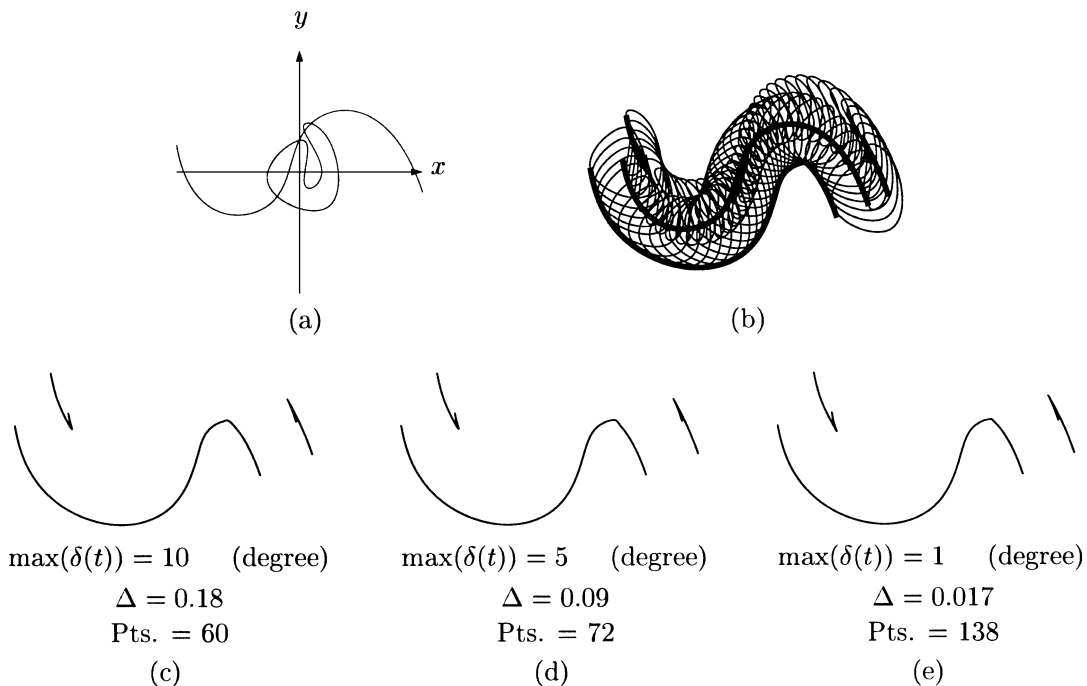 y
x
(a)
(b)
max(δ(t)) = 10 (degree)
Δ = 0.18
Pts. = 60
(c)
max(δ(t)) = 5 (degree)
Δ = 0.09
Pts. = 72
(d)
max(δ(t)) = 1 (degree)
Δ = 0.017
Pts. = 138
(e)